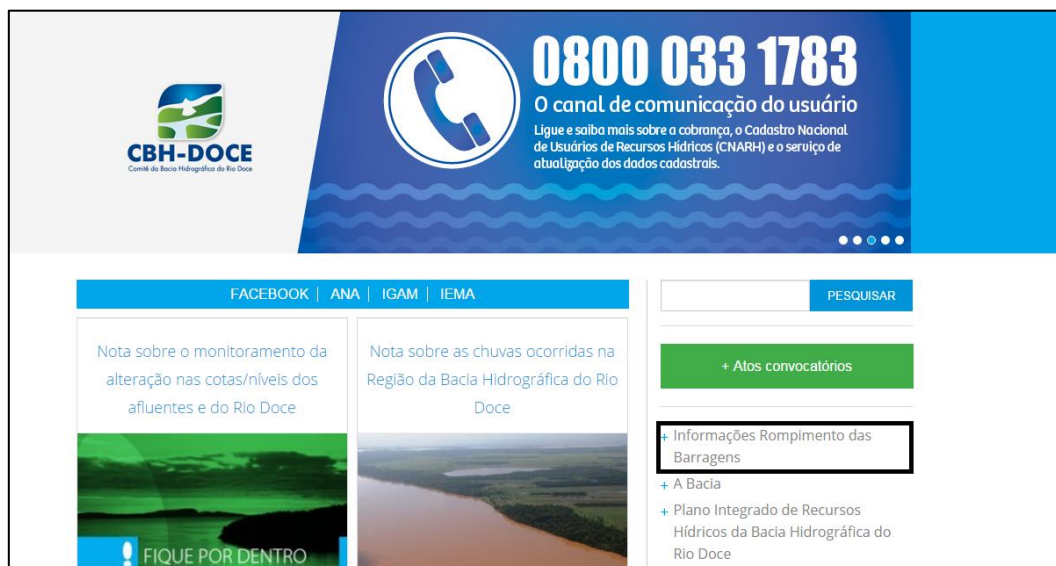 CBH-DOCE
Comitê da Bacia Hidrográfica do Rio Doce
0800 033 1783
O canal de comunicação do usuário
Ligue e saiba mais sobre a cobrança, o Cadastro Nacional
de Usuários de Recursos Hídricos (CNARH) e o serviço de
atualização dos dados cadastrais.
FACEBOOK | ANA | IGAM | IEMA
Nota sobre o monitoramento da
alteração nas cotas/níveis dos
afluentes e do Rio Doce
! FIQUE POR DENTRO
Nota sobre as chuvas ocorridas na
Região da Bacia Hidrográfica do Rio
Doce
PESQUISAR
+ Atos convocatórios
+ Informações Rompimento das
Barragens
+ A Bacia
+ Plano Integrado de Recursos
Hídricos da Bacia Hidrográfica do
Rio Doce